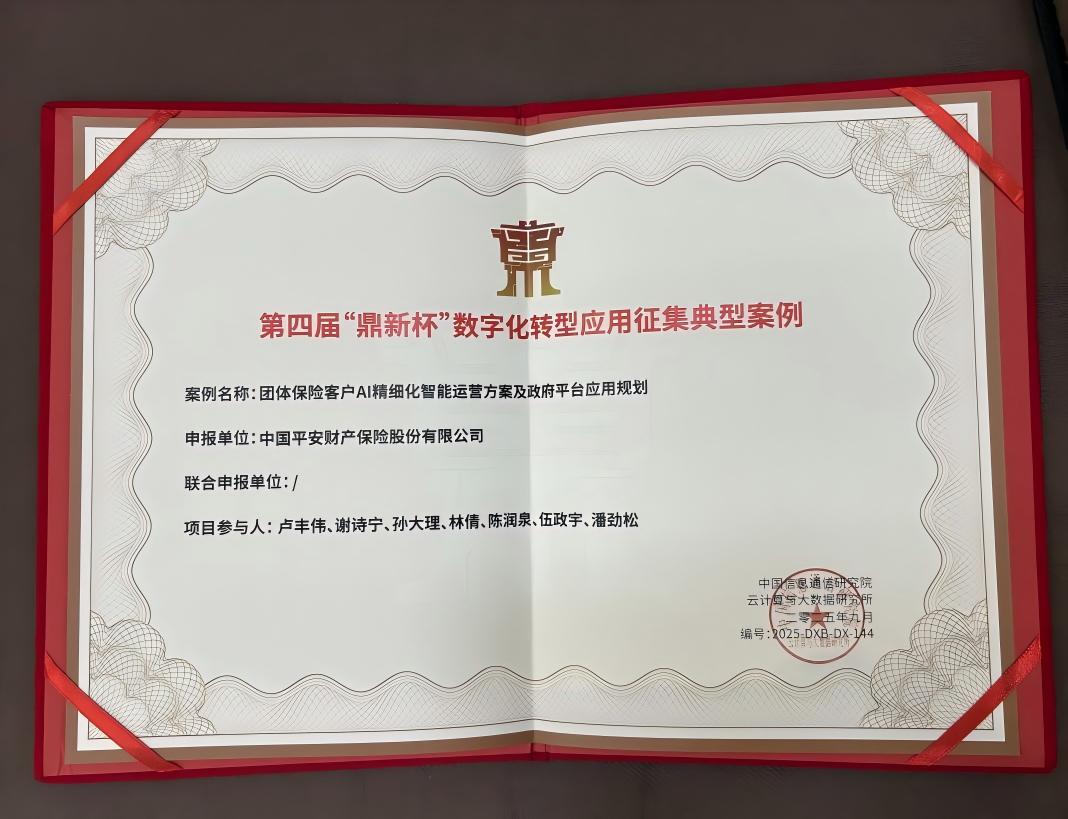 第四届“鼎新杯”数字化转型应用征集典型案例
案例名称：团体保险客户AI精细化智能运营方案及政府平台应用规划
申报单位：中国平安财产保险股份有限公司
联合申报单位：/
项目参与人：卢丰伟、谢诗宁、孙大理、林倩、陈润泉、伍政宇、潘劲松
中国信息通信研究院
云计算与大数据研究所
二零二五年九月
编号：2025-DXB-DX-144